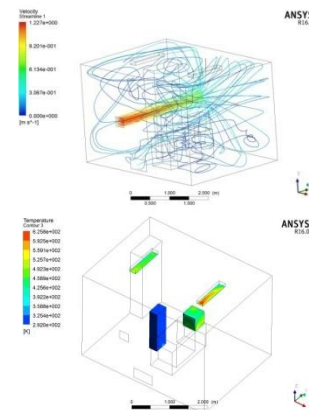 Velocity
Streamline 1
1.227e+000
9.201e-001
6.134e-001
3.067e-001
0.000e+000
[m s^-1]
ANSYS
R16.
0 1.000 2.000 (m)
0.500 1.500
Temperature
Contour 3
6.258e+002
5.925e+002
5.591e+002
5.257e+002
4.923e+002
4.589e+002
4.256e+002
3.922e+002
3.588e+002
3.254e+002
2.920e+002
[K]
ANSYS
R16.0
0 1.000 2.000 (m)